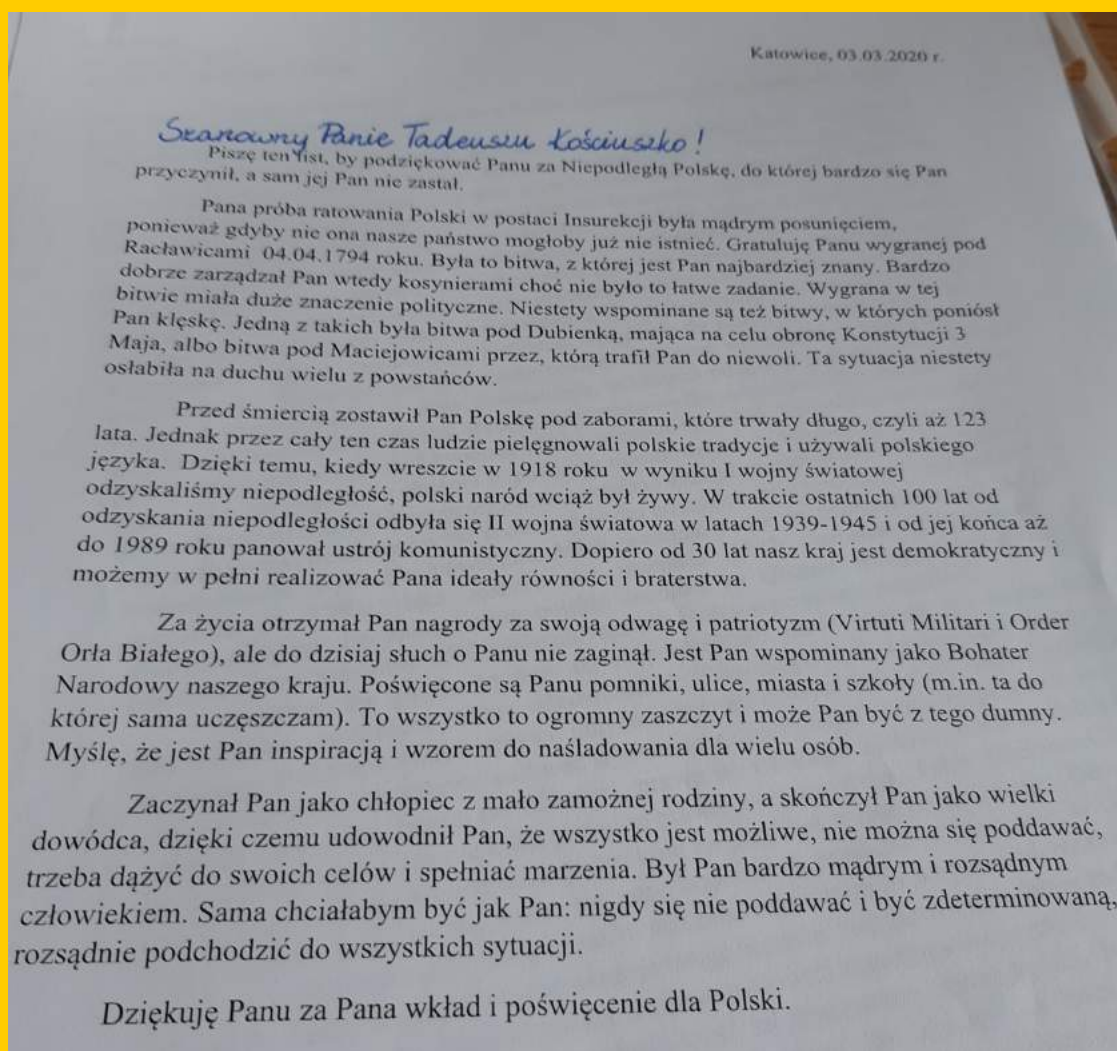 Katowice, 03.03.2020 r.
Szanowny Panie Tadeuszu Kościuszko!
Piszę ten list, by podziękować Panu za Niepodległą Polskę, do której bardzo się Pan
przyczynił, a sam jej Pan nie zastał.
Pana próba ratowania Polski w postaci Insurekcji była mądrym posunięciem,
ponieważ gdyby nie ona nasze państwo mogłoby już nie istnieć. Gratuluję Panu wygranej pod
Racławicami 04.04.1794 roku. Była to bitwa, z której jest Pan najbardziej znany. Bardzo
dobrze zarządzał Pan wtedy kosynierami choć nie było to łatwe zadanie. Wygrana w tej
bitwie miała duże znaczenie polityczne. Niestety wspominane są też bitwy, w których poniósł
Pan klęskę. Jedną z takich była bitwa pod Dubienką, mająca na celu obronę Konstytucji 3
Maja, albo bitwa pod Maciejowicami przez, którą trafił Pan do niewoli. Ta sytuacja niestety
osłabiła na duchu wielu z powstańców.
Przed śmiercią zostawił Pan Polskę pod zaborami, które trwały długo, czyli aż 123
lata. Jednak przez cały ten czas ludzie pielęgnowali polskie tradycje i używali polskiego
języka. Dzięki temu, kiedy wreszcie w 1918 roku w wyniku I wojny światowej
odzyskaliśmy niepodległość, polski naród wciąż był żywy. W trakcie ostatnich 100 lat od
odzyskania niepodległości odbyła się II wojna światowa w latach 1939-1945 i od jej końca aż
do 1989 roku panował ustrój komunistyczny. Dopiero od 30 lat nasz kraj jest demokratyczny i
możemy w pełni realizować Pana ideały równości i braterstwa.
Za życia otrzymał Pan nagrody za swoją odwagę i patriotyzm (Virtuti Militari i Order
Orła Białego), ale do dzisiaj słuch o Panu nie zaginął. Jest Pan wspominany jako Bohater
Narodowy naszego kraju. Poświęcone są Panu pomniki, ulice, miasta i szkoły (m.in. ta do
której sama uczęszczam). To wszystko to ogromny zaszczyt i może Pan być z tego dumny.
Myślę, że jest Pan inspiracją i wzorem do naśladowania dla wielu osób.
Zaczynał Pan jako chłopiec z mało zamożnej rodziny, a skończył Pan jako wielki
dowódca, dzięki czemu udowodnił Pan, że wszystko jest możliwe, nie można się poddawać,
trzeba dążyć do swoich celów i spełniać marzenia. Był Pan bardzo mądrym i rozsądnym
człowiekiem. Sama chciałabym być jak Pan: nigdy się nie poddawać i być zdeterminowaną,
rozsądnie podchodzić do wszystkich sytuacji.
Dziękuję Panu za Pana wkład i poświęcenie dla Polski.